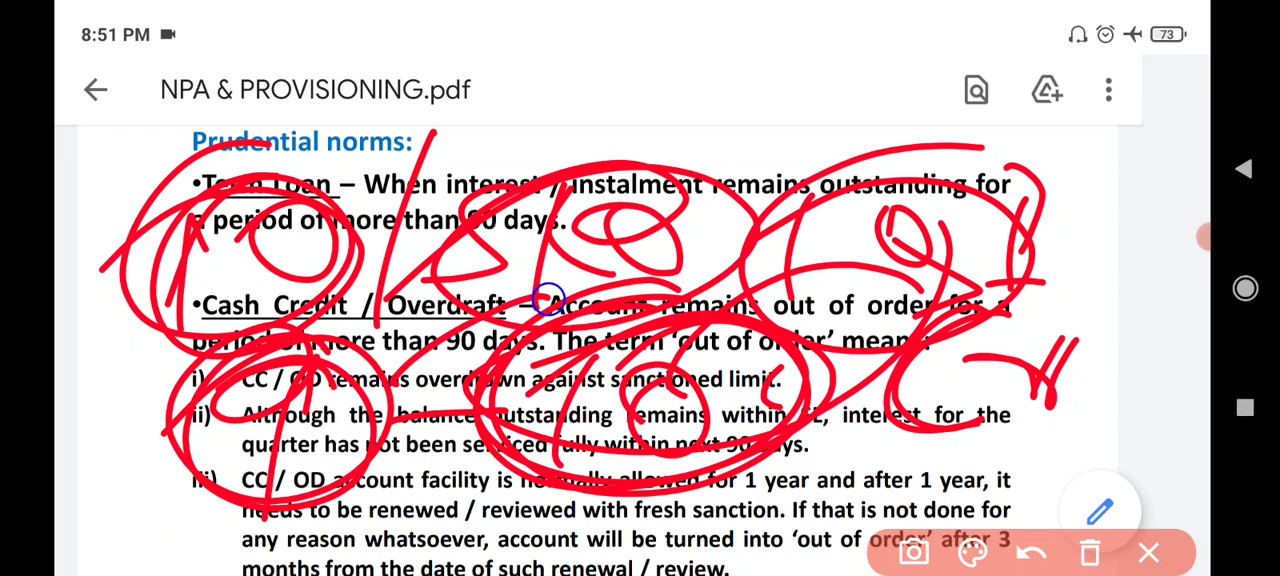 8:51 PM
73
NPA & PROVISIONING.pdf
Prudential norms:
•Term Loan – When interest / instalment remains outstanding for
a period of more than 90 days.
•Cash Credit / Overdraft – Account remains out of order for a
period of more than 90 days. The term ‘out of order’ means:
i) CC / OD remains overdrawn against sanctioned limit.
ii) Although the balance outstanding remains within SL, interest for the
quarter has not been serviced fully within next 90 days.
iii) CC / OD account facility is normally allowed for 1 year and after 1 year, it
needs to be renewed / reviewed with fresh sanction. If that is not done for
any reason whatsoever, account will be turned into ‘out of order’ after 3
months from the date of such renewal / review.